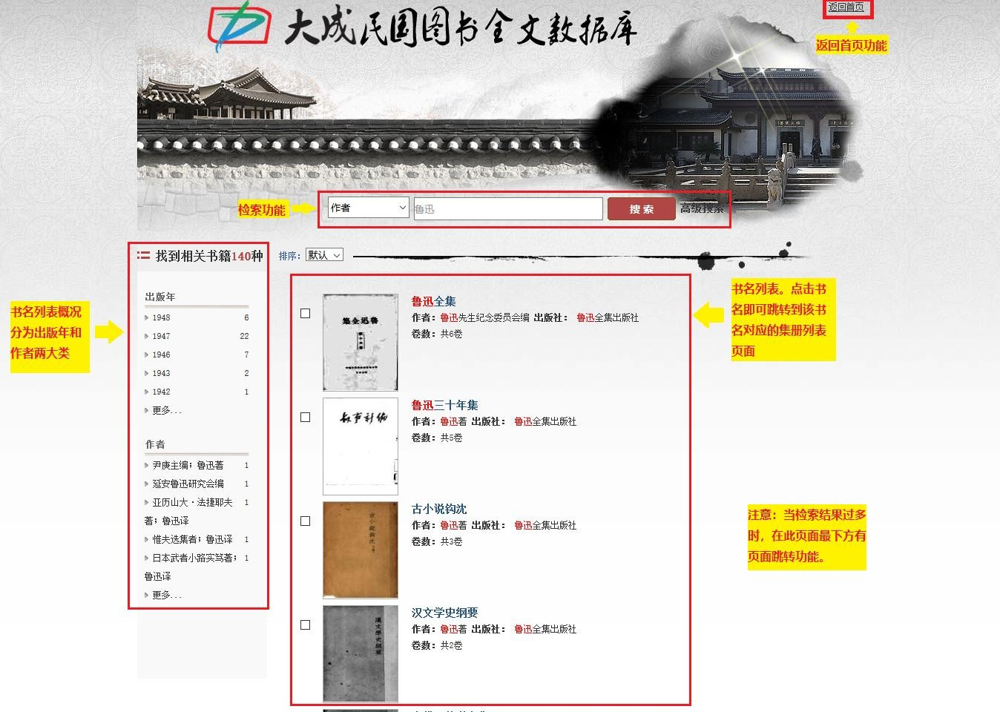 大成民国图书全文数据库
返回首页
返回首页功能
检索功能
作者
鲁迅
搜 索
高级搜索
找到相关书籍140种
排序：
默认
书名列表概况
分为出版年和
作者两大类
出版年
1948 6
1947 22
1946 7
1943 2
1942 1
更多...
作者
尹庚主编；鲁迅著 1
延安鲁迅研究会编 1
亚历山大·法捷耶夫 1
著；鲁迅译
惟夫选集者；鲁迅译 1
日本武者小路实笃著； 1
鲁迅译
更多...
鲁迅全集
作者：鲁迅先生纪念委员会编 出版社： 鲁迅全集出版社
卷数：共6卷
集全迅魯
鲁迅三十年集
作者：鲁迅著 出版社： 鲁迅全集出版社
卷数：共5卷
古小说钩沈
作者：鲁迅著 出版社： 鲁迅全集出版社
卷数：共3卷
汉文学史纲要
作者：鲁迅著 出版社： 鲁迅全集出版社
卷数：共2卷
漢文學史綱要
书名列表。点击书
名即可跳转到该书
名对应的集册列表
页面
注意：当检索结果过多
时，在此页面最下方有
页面跳转功能。